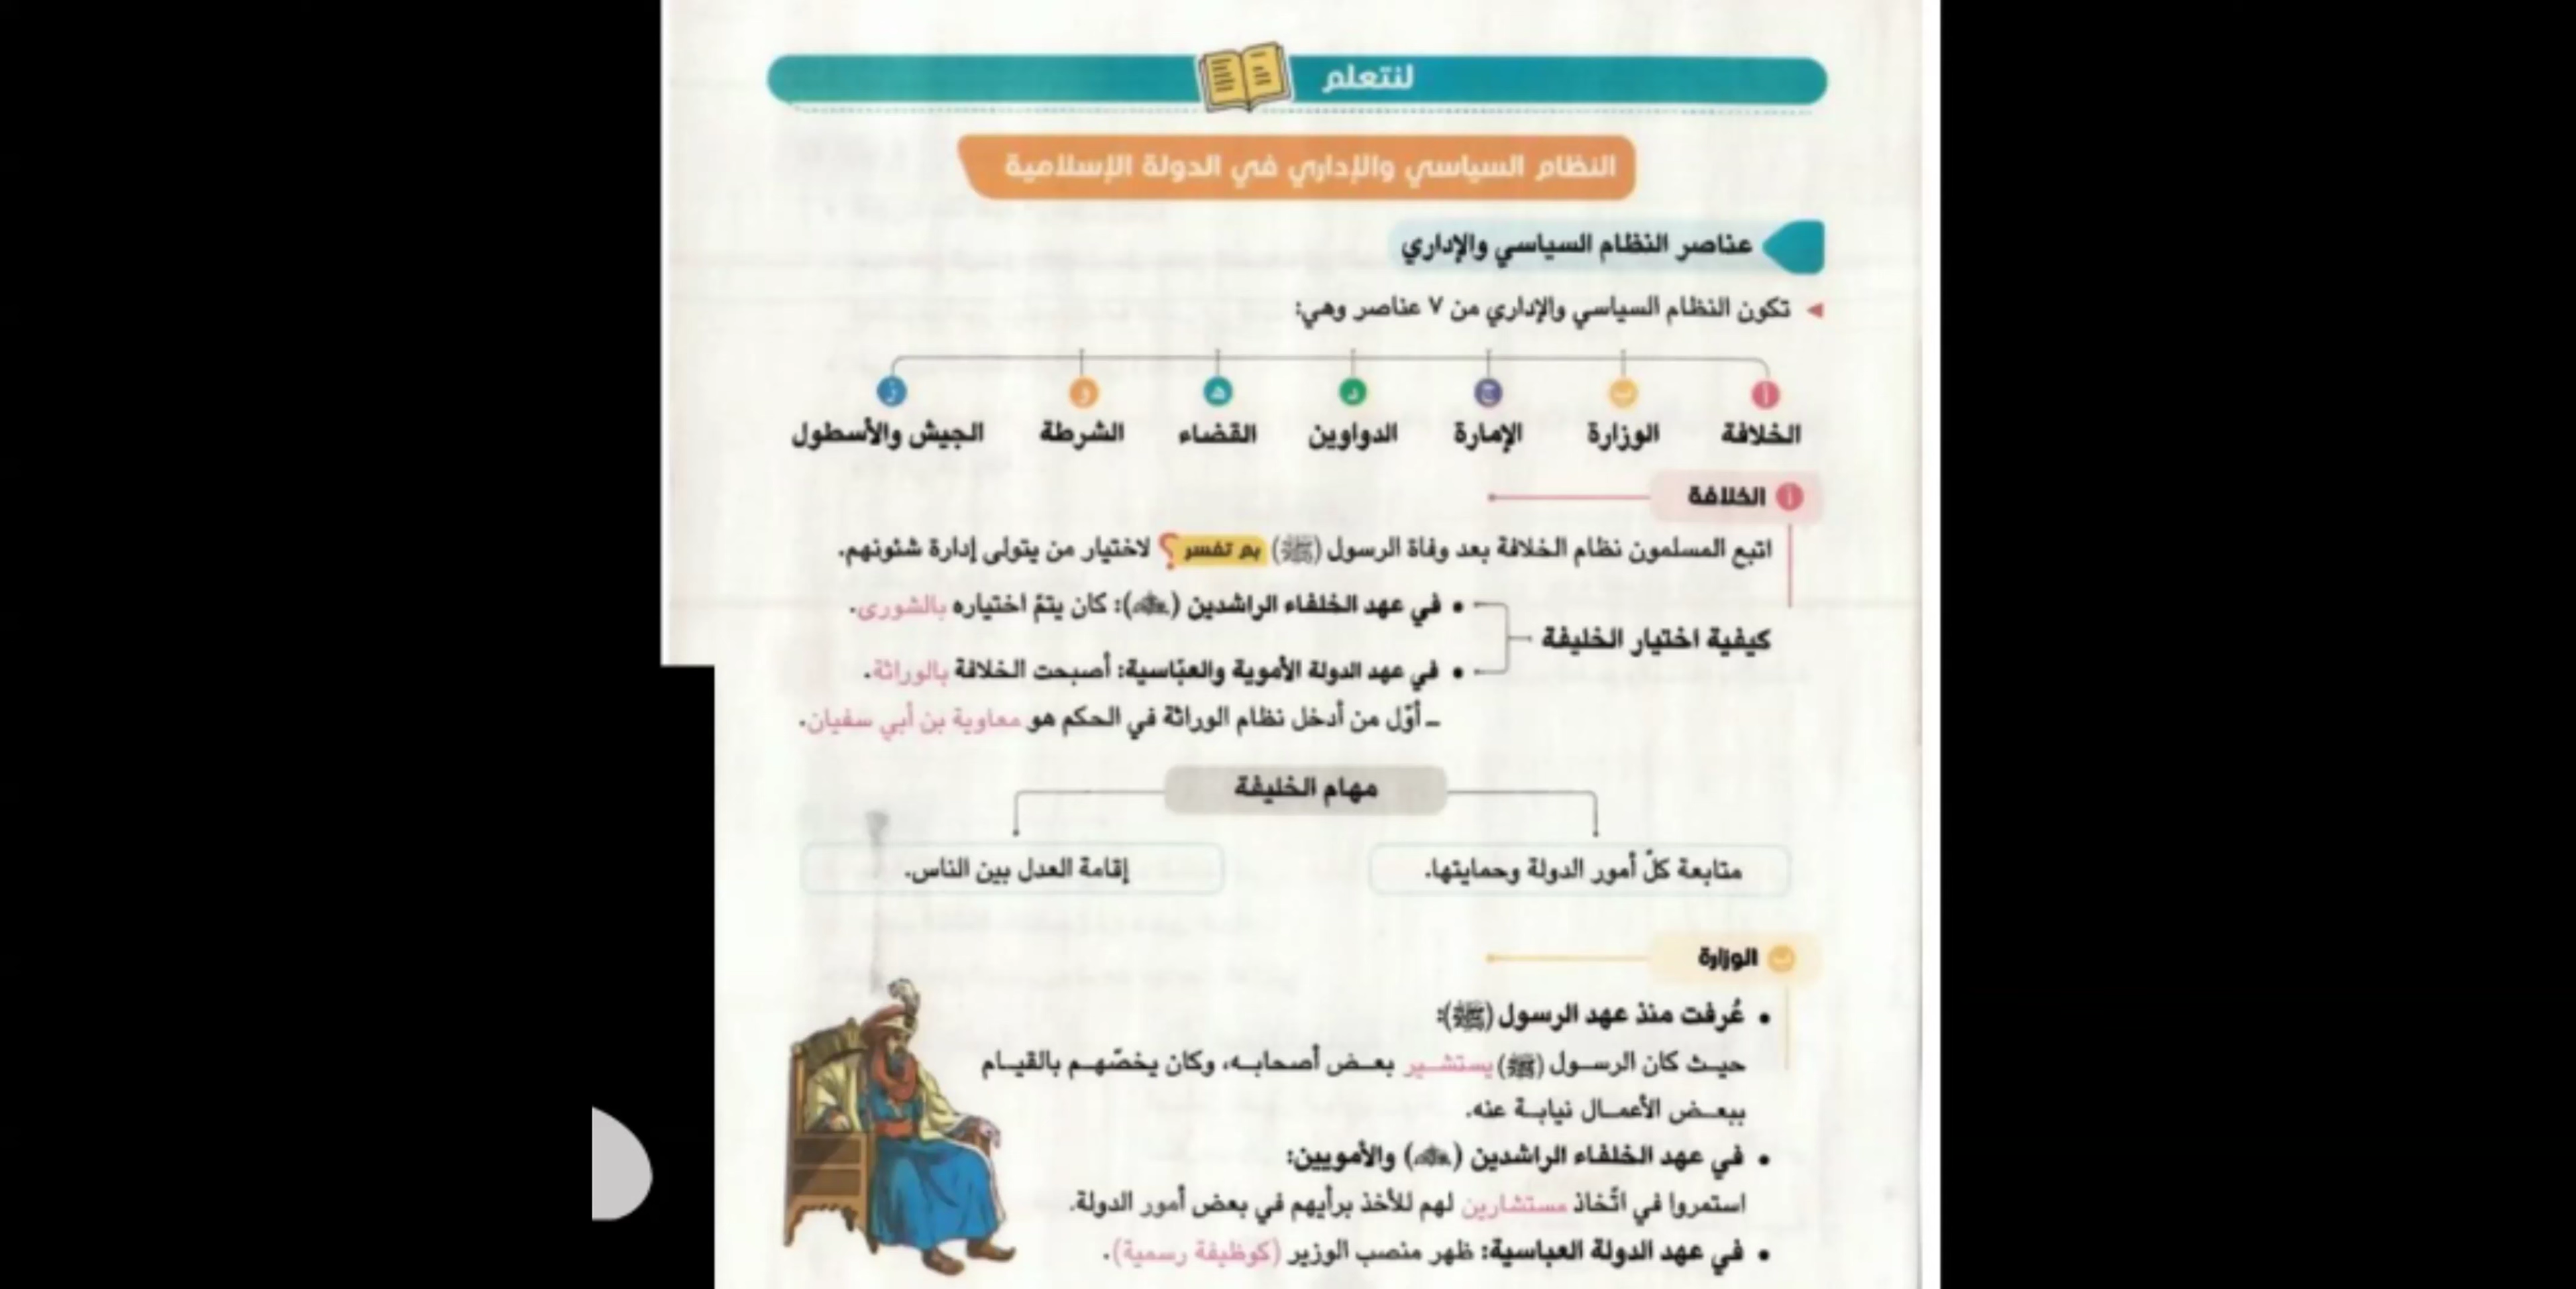 لنتعلم
النظام السياسي والإداري في الدولة الإسلامية
عناصر النظام السياسي والإداري
تكون النظام السياسي والإداري من ٧ عناصر وهي:
أ ب ج د ه و ز
الخلافة الوزارة الإمارة الدواوين القضاء الشرطة الجيش والأسطول
أ الخلافة
اتبع المسلمون نظام الخلافة بعد وفاة الرسول (ﷺ) بم تفسر؟ لاختيار من يتولى إدارة شئونهم.
كيفية اختيار الخليفة
• في عهد الخلفاء الراشدين (): كان يتمّ اختياره بالشورى.
• في عهد الدولة الأموية والعبّاسية: أصبحت الخلافة بالوراثة.
– أوّل من أدخل نظام الوراثة في الحكم هو معاوية بن أبي سفيان.
مهام الخليفة
متابعة كلّ أمور الدولة وحمايتها.
إقامة العدل بين الناس.
ب الوزارة
• عُرفت منذ عهد الرسول (ﷺ):
حيث كان الرسول (ﷺ) يستشير بعض أصحابه، وكان يخصّهم بالقيام
ببعض الأعمال نيابة عنه.
• في عهد الخلفاء الراشدين () والأمويين:
استمروا في اتّخاذ مستشارين لهم للأخذ برأيهم في بعض أمور الدولة.
• في عهد الدولة العباسية: ظهر منصب الوزير (كوظيفة رسمية).